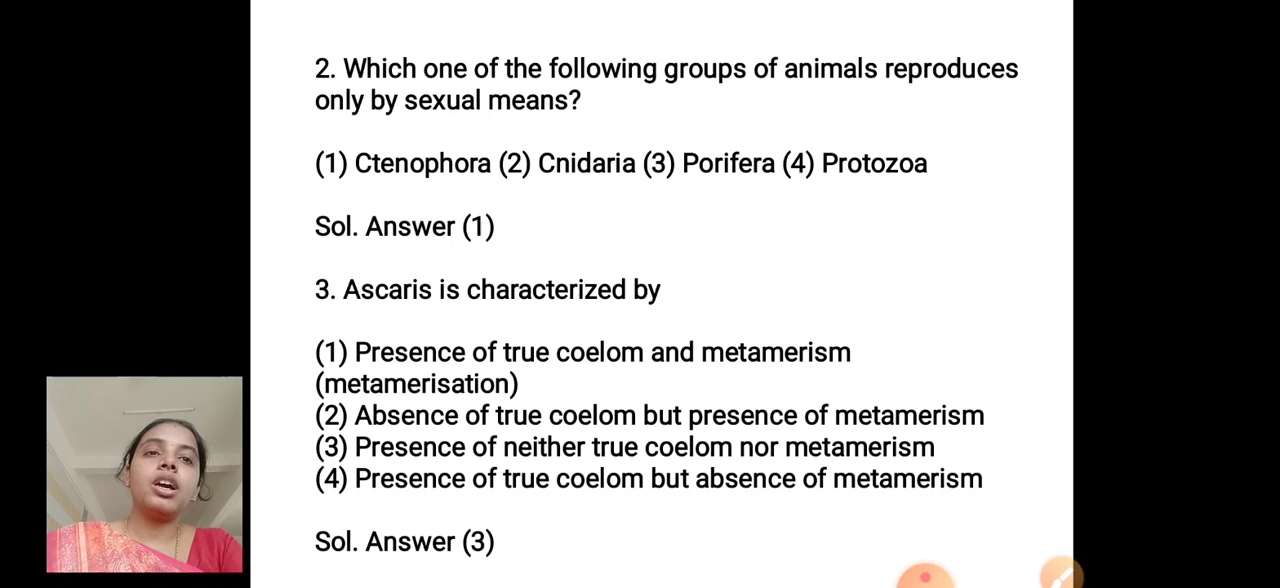 2. Which one of the following groups of animals reproduces
only by sexual means?
(1) Ctenophora (2) Cnidaria (3) Porifera (4) Protozoa
Sol. Answer (1)
3. Ascaris is characterized by
(1) Presence of true coelom and metamerism
(metamerisation)
(2) Absence of true coelom but presence of metamerism
(3) Presence of neither true coelom nor metamerism
(4) Presence of true coelom but absence of metamerism
Sol. Answer (3)